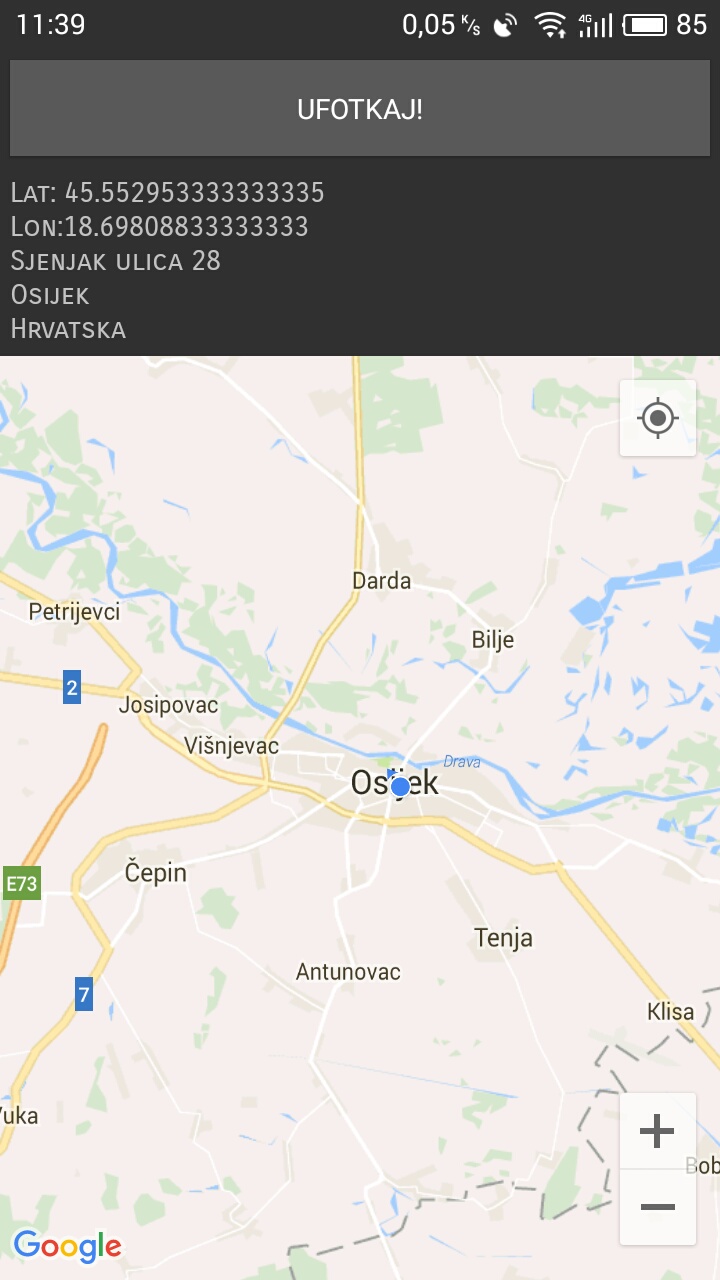 11:39 0,05 K/s 4G 85
UFOTKAJ!
Lat: 45.552953333333335
Lon:18.69808833333333
Sjenjak ulica 28
Osijek
Hrvatska
Darda
Petrijevci
Bilje
2
Josipovac
Višnjevac
Drava
Osijek
Čepin
E73
Tenja
Antunovac
7
Klisa
Vuka
Bob
Google